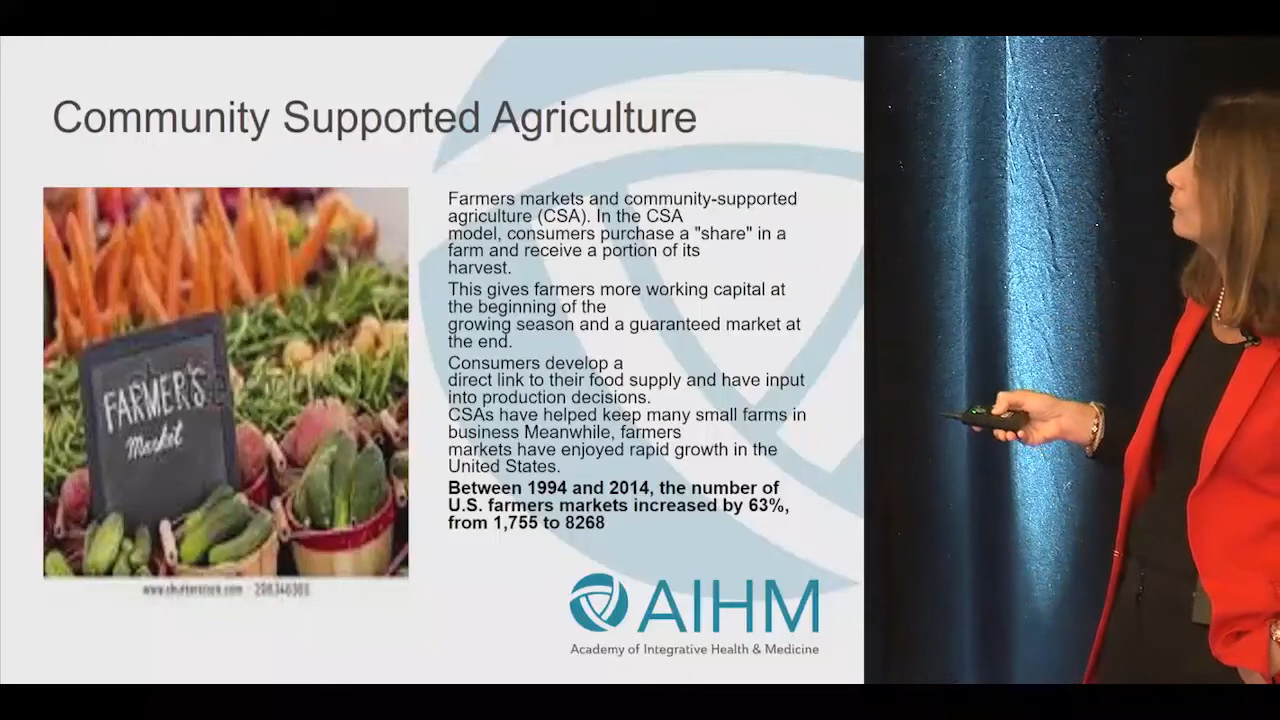 Community Supported Agriculture
FARMER'S
Market
www.shutterstock.com
Farmers markets and community-supported
agriculture (CSA). In the CSA
model, consumers purchase a "share" in a
farm and receive a portion of its
harvest.
This gives farmers more working capital at
the beginning of the
growing season and a guaranteed market at
the end.
Consumers develop a
direct link to their food supply and have input
into production decisions.
CSAs have helped keep many small farms in
business Meanwhile, farmers
markets have enjoyed rapid growth in the
United States.
Between 1994 and 2014, the number of
U.S. farmers markets increased by 63%,
from 1,755 to 8268
AIHM
Academy of Integrative Health & Medicine